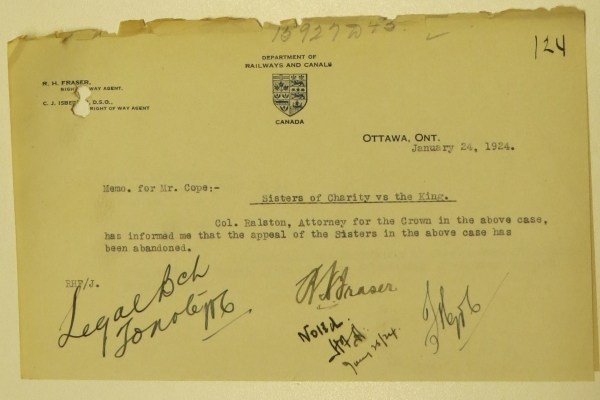 124
DEPARTMENT OF
RAILWAYS AND CANALS
R. H. FRASER,
WAY AGENT,
C. J. D.S.O.,
RIGHT OF WAY AGENT
CANADA
OTTAWA, ONT.
January 24, 1924.
Memo. for Mr. Cope:-
Sisters of Charity vs the King.
Col. Ralston, Attorney for the Crown in the above case,
has informed me that the appeal of the Sisters in the above case has
been abandoned.
RHF/J.
Legal Bch
To note
R H Fraser
Noted